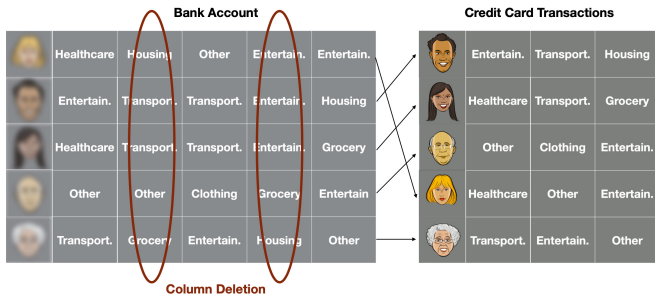 Bank Account
Credit Card Transactions
Healthcare Housing Other Entertain. Entertain.
Entertain. Transport. Housing
Entertain. Transport. Transport. Entertain. Housing
Healthcare Transport. Grocery
Healthcare Transport. Transport. Entertain. Grocery
Other Clothing Entertain.
Other Other Clothing Grocery Entertain
Healthcare Other Entertain.
Transport. Grocery Entertain. Housing Other
Transport. Entertain. Other
Column Deletion